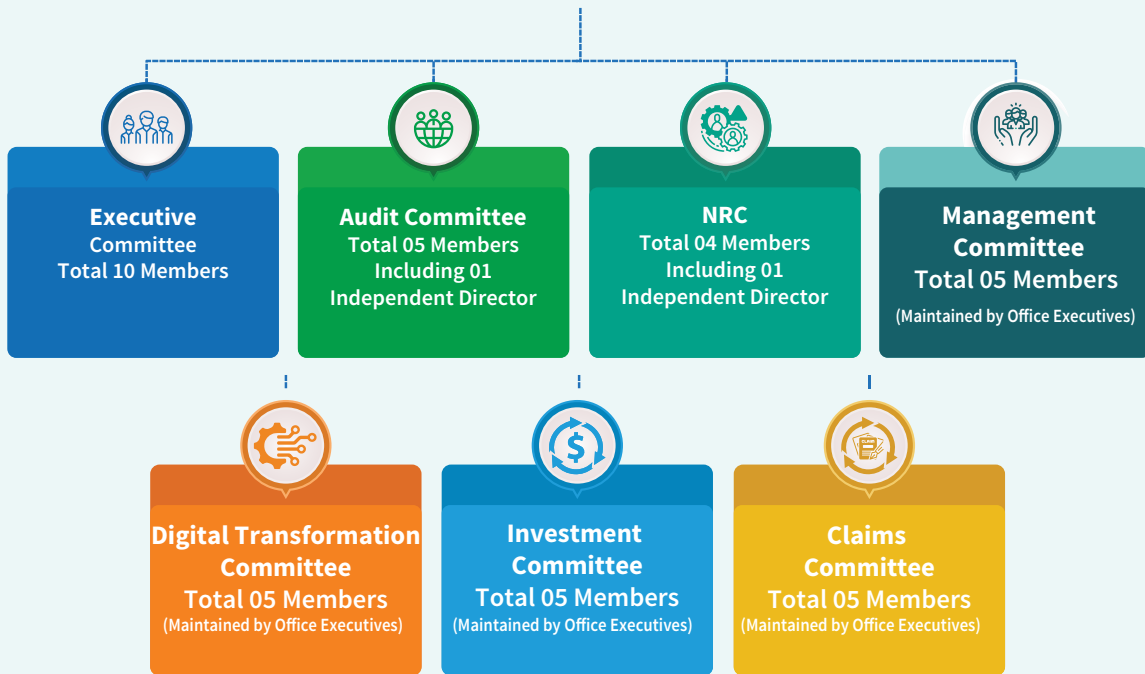 Executive
Committee
Total 10 Members
Audit Committee
Total 05 Members
Including 01
Independent Director
NRC
Total 04 Members
Including 01
Independent Director
Management
Committee
Total 05 Members
(Maintained by Office Executives)
Digital Transformation
Committee
Total 05 Members
(Maintained by Office Executives)
Investment
Committee
Total 05 Members
(Maintained by Office Executives)
CLAIM
Claims
Committee
Total 05 Members
(Maintained by Office Executives)